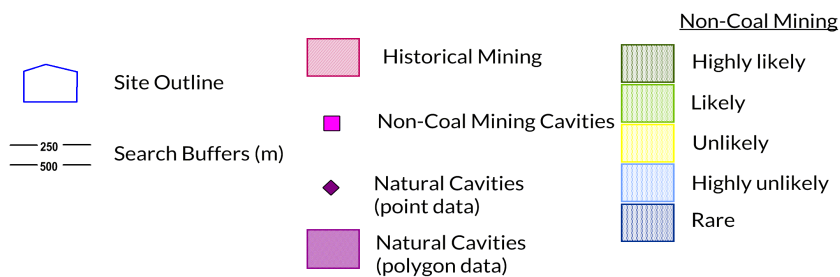 Site Outline
250
500
Search Buffers (m)
Historical Mining
Non-Coal Mining Cavities
Natural Cavities
(point data)
Natural Cavities
(polygon data)
Non-Coal Mining
Highly likely
Likely
Unlikely
Highly unlikely
Rare